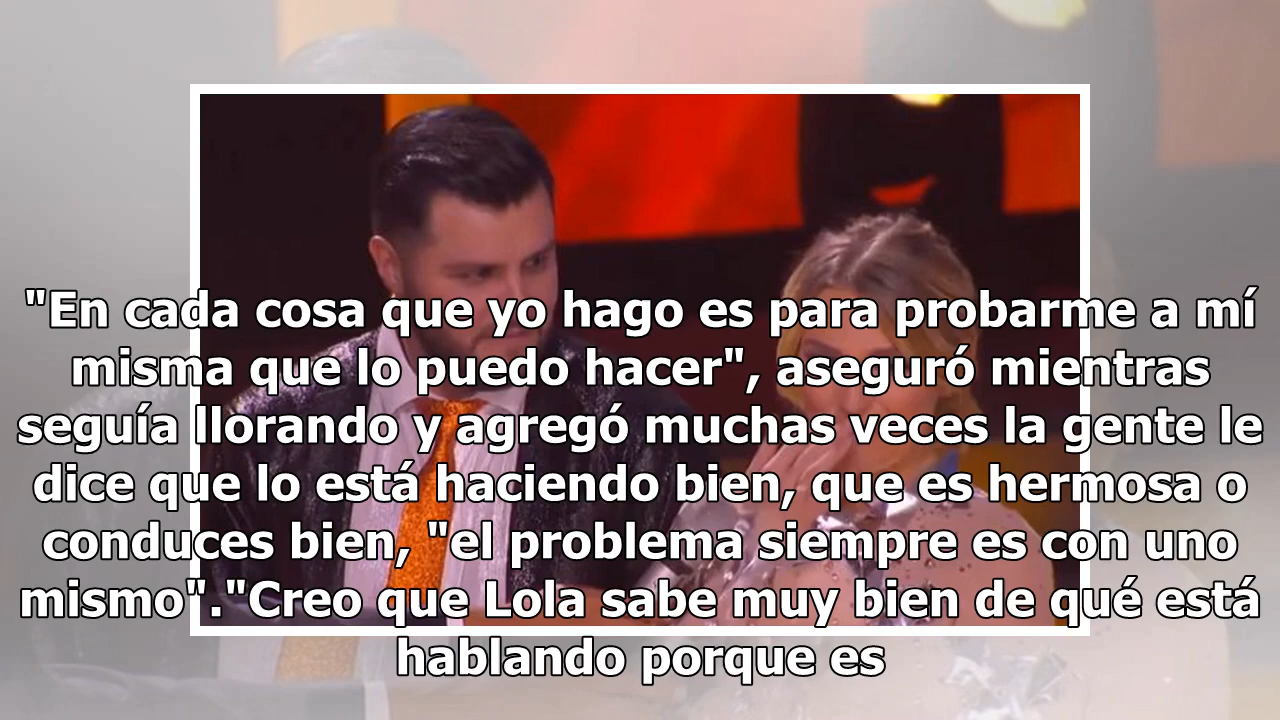 "En cada cosa que yo hago es para probarme a mí
misma que lo puedo hacer", aseguró mientras
seguía llorando y agregó muchas veces la gente le
dice que lo está haciendo bien, que es hermosa o
conduces bien, "el problema siempre es con uno
mismo"."Creo que Lola sabe muy bien de qué está
hablando porque es